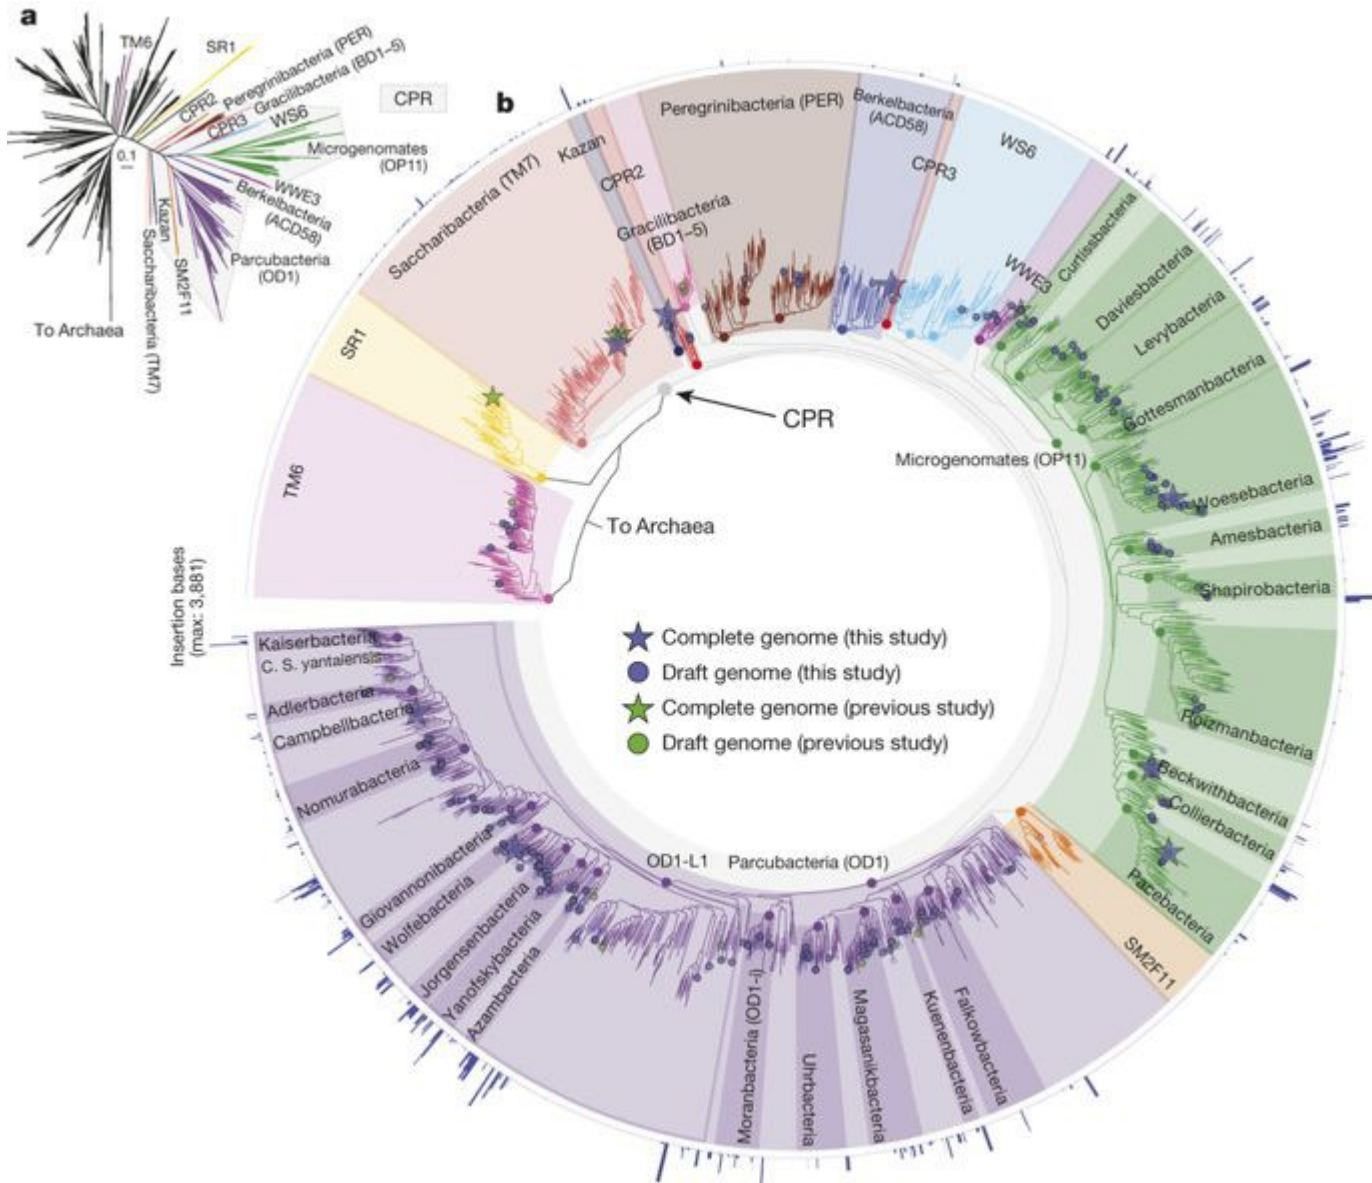 a
TM6
SR1
CPR2
Peregrinibacteria (PER)
CPR3
Gracilibacteria (BD1–5)
WS6
CPR
Microgenomates
(OP11)
0.1
WWE3
Berkelbacteria
(ACD58)
Parcubacteria
(OD1)
Kazan
SM2F11
Saccharibacteria (TM7)
To Archaea
b
TM6
SR1
Saccharibacteria (TM7)
Kazan
CPR2
Gracilibacteria
(BD1–5)
Peregrinibacteria (PER)
Berkelbacteria
(ACD58)
CPR3
WS6
WWE3
Curtissbacteria
Daviesbacteria
Levybacteria
Gottesmanbacteria
Microgenomates (OP11)
Woesebacteria
Amesbacteria
Shapirobacteria
Roizmanbacteria
Beckwithbacteria
Collierbacteria
Pacebacteria
SM2F11
CPR
To Archaea
Insertion bases
(max: 3,881)
Complete genome (this study)
Draft genome (this study)
Complete genome (previous study)
Draft genome (previous study)
Kaiserbacteria
C. S. yantalensis
Adlerbacteria
Campbellbacteria
Nomurabacteria
Giovannonibacteria
Wolfebacteria
Jorgensenbacteria
Yanofskybacteria
Azambacteria
OD1-L1
Parcubacteria (OD1)
Moranbacteria (OD1-i)
Uhrbacteria
Magasanikbacteria
Kuenenbacteria
Falkowbacteria